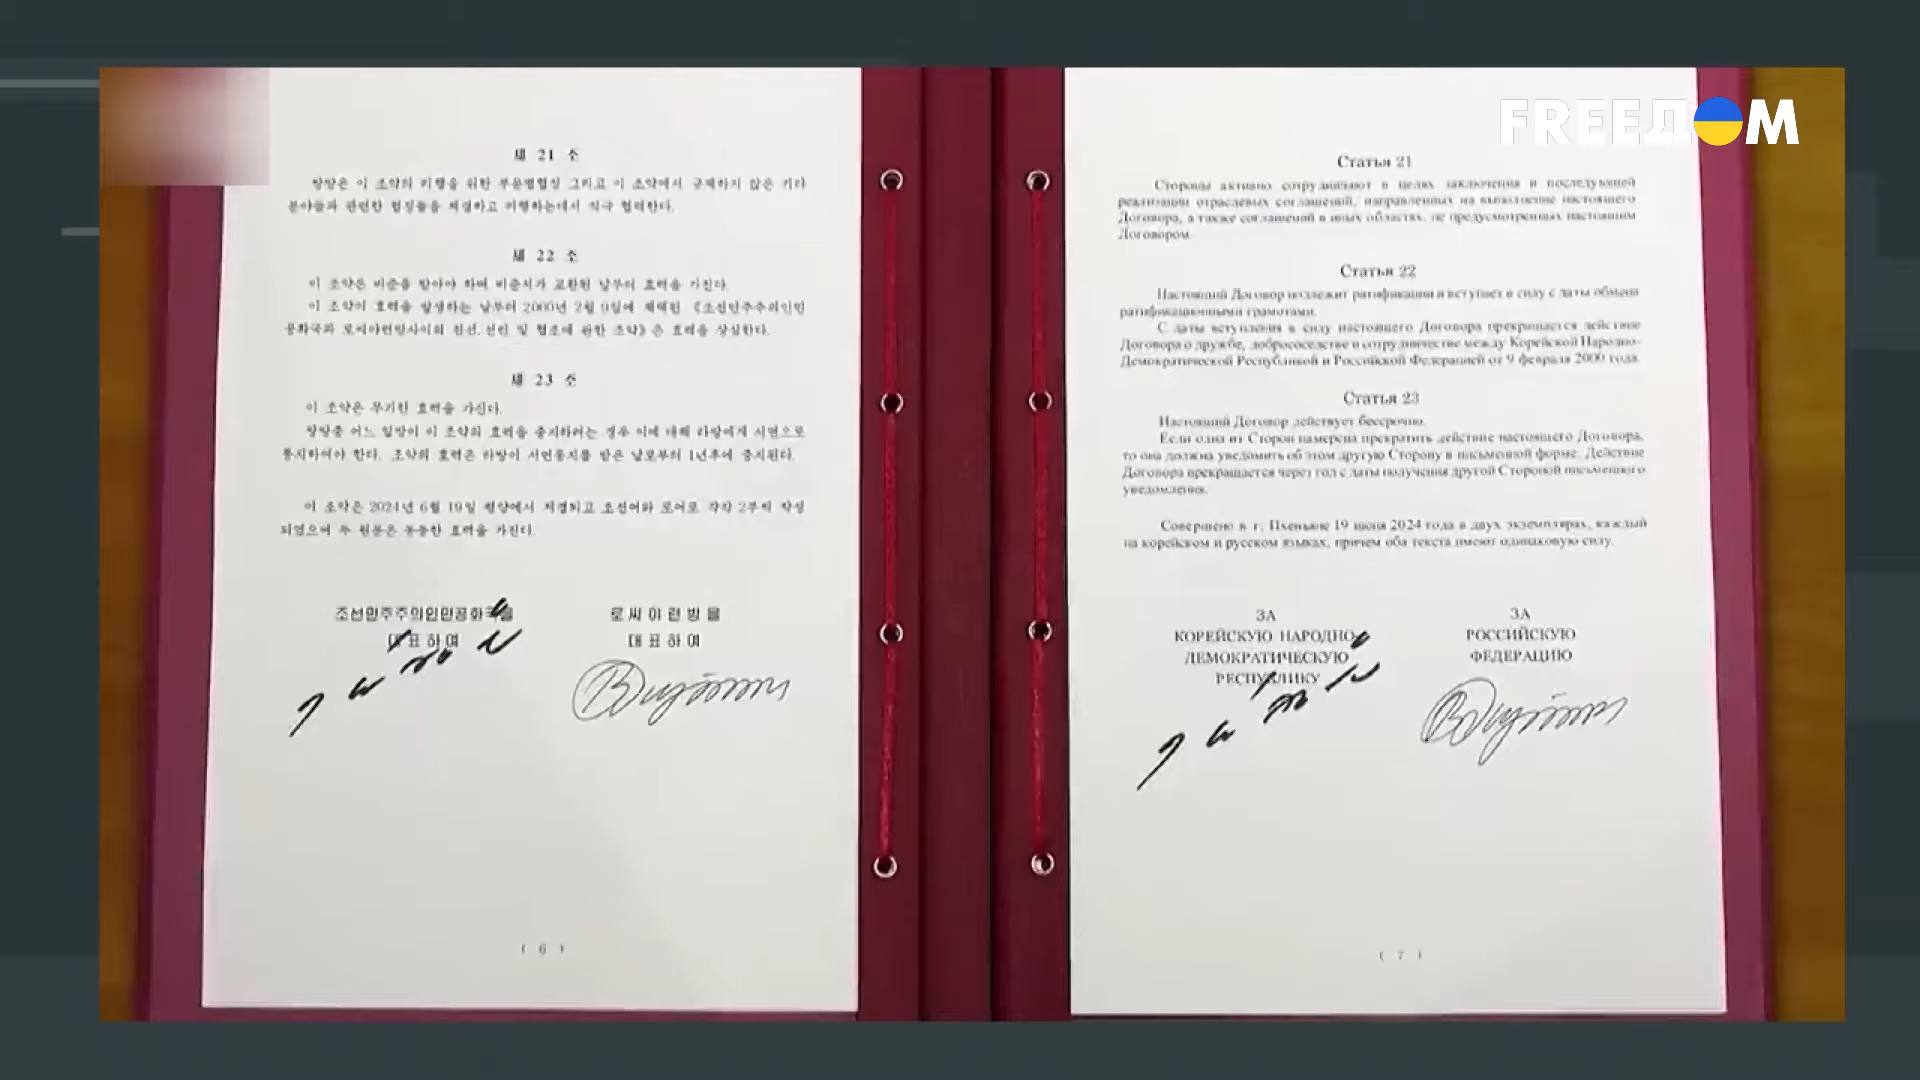 FREEДOM
제 21 조
쌍방은 이 조약의 리행을 위한 부문별협정 그리고 이 조약에서 규제하지 않은 기타
분야들과 관련한 협정들을 체결하고 리행하는데서 적극 협력한다.
제 22 조
이 조약은 비준을 받아야 하며 비준서가 교환된 날부터 효력을 가진다.
이 조약이 효력을 발생하는 날부터 2000년 2월 9일에 채택된 《조선민주주의인민
공화국과 로씨야련방사이의 친선, 선린 및 협조에 관한 조약》은 효력을 상실한다.
제 23 조
이 조약은 무기한 효력을 가진다.
쌍방중 어느 일방이 이 조약의 효력을 중지하려는 경우 이에 대해 타방에게 서면으로
통지하여야 한다. 조약의 효력은 타방이 서면통지를 받은 날로부터 1년후에 중지된다.
이 조약은 2024년 6월 19일 평양에서 체결되고 조선어와 로어로 각각 2부씩 작성
되였으며 두 원문은 동등한 효력을 가진다.
조선민주주의인민공화국을
대표하여
로씨야련방을
대표하여
( 6 )
Статья 21
Стороны активно сотрудничают в целях заключения и последующей
реализации отраслевых соглашений, направленных на выполнение настоящего
Договора, а также соглашений в иных областях, не предусмотренных настоящим
Договором.
Статья 22
Настоящий Договор подлежит ратификации и вступает в силу с даты обмена
ратификационными грамотами.
С даты вступления в силу настоящего Договора прекращается действие
Договора о дружбе, добрососедстве и сотрудничестве между Корейской Народно-
Демократической Республикой и Российской Федерацией от 9 февраля 2000 года.
Статья 23
Настоящий Договор действует бессрочно.
Если одна из Сторон намерена прекратить действие настоящего Договора,
то она должна уведомить об этом другую Сторону в письменной форме. Действие
Договора прекращается через год с даты получения другой Стороной письменного
уведомления.
Совершено в г. Пхеньяне 19 июня 2024 года в двух экземплярах, каждый
на корейском и русском языках, причем оба текста имеют одинаковую силу.
ЗА
КОРЕЙСКУЮ НАРОДНО-
ДЕМОКРАТИЧЕСКУЮ
РЕСПУБЛИКУ
ЗА
РОССИЙСКУЮ
ФЕДЕРАЦИЮ
( 7 )